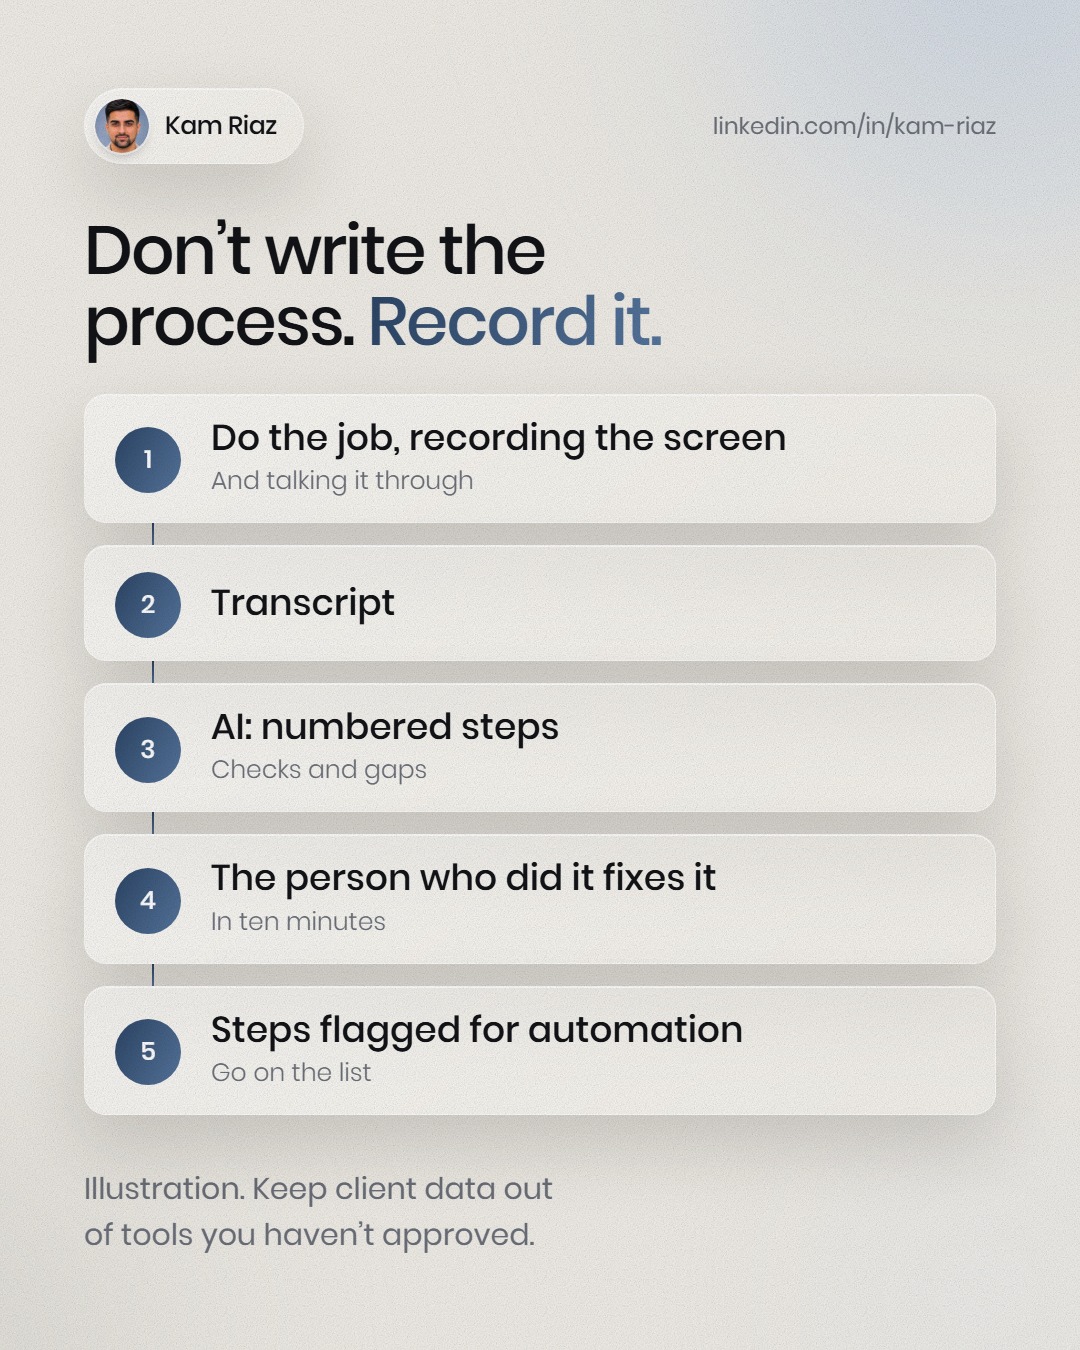 Kam Riaz
linkedin.com/in/kam-riaz
Don’t write the
process. Record it.
1
Do the job, recording the screen
And talking it through
2
Transcript
3
AI: numbered steps
Checks and gaps
4
The person who did it fixes it
In ten minutes
5
Steps flagged for automation
Go on the list
Illustration. Keep client data out
of tools you haven’t approved.